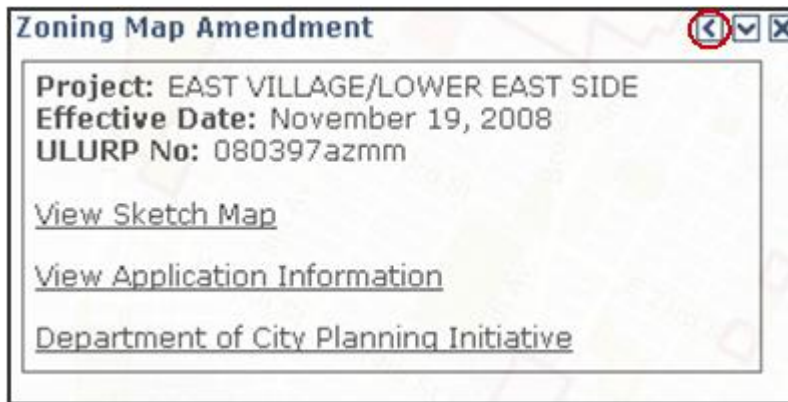 Zoning Map Amendment
Project: EAST VILLAGE/LOWER EAST SIDE
Effective Date: November 19, 2008
ULURP No: 080397azmm
View Sketch Map
View Application Information
Department of City Planning Initiative